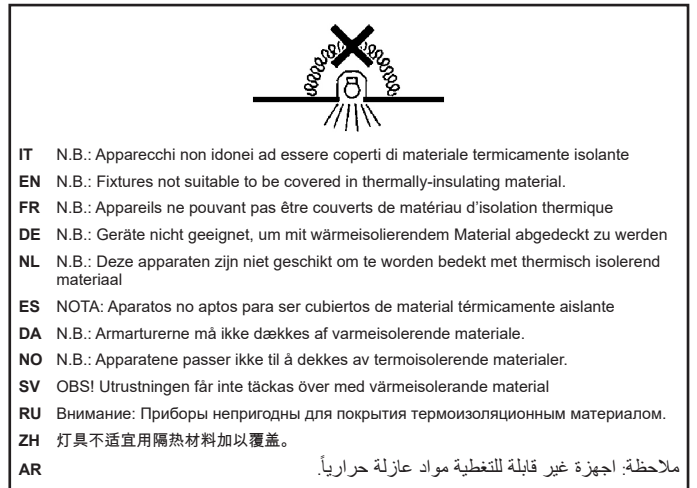 IT N.B.: Apparecchi non idonei ad essere coperti di materiale termicamente isolante
EN N.B.: Fixtures not suitable to be covered in thermally-insulating material.
FR N.B.: Appareils ne pouvant pas être couverts de matériau d’isolation thermique
DE N.B.: Geräte nicht geeignet, um mit wärmeisolierendem Material abgedeckt zu werden
NL N.B.: Deze apparaten zijn niet geschikt om te worden bedekt met thermisch isolerend
materiaal
ES NOTA: Aparatos no aptos para ser cubiertos de material térmicamente aislante
DA N.B.: Armarturerne må ikke dækkes af varmeisolerende materiale.
NO N.B.: Apparatene passer ikke til å dekkes av termoisolerende materialer.
SV OBS! Utrustningen får inte täckas över med värmeisolerande material
RU Внимание: Приборы непригодны для покрытия термоизоляционным материалом.
ZH 灯具不适宜用隔热材料加以覆盖。
AR ملاحظة: اجهزة غير قابلة للتغطية مواد عازلة حرارياً.